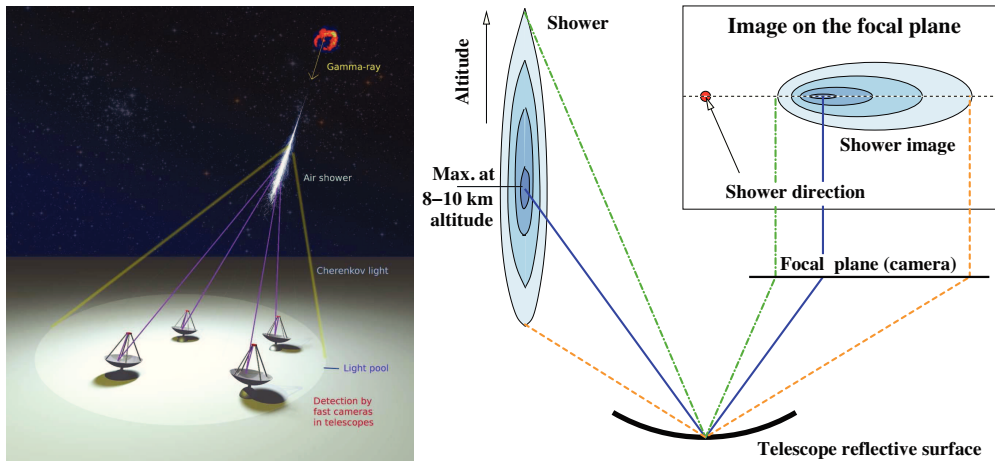 Gamma-ray
Air shower
Cherenkov light
Light pool
Detection by
fast cameras
in telescopes
Shower
Altitude
Max. at
8–10 km
altitude
Image on the focal plane
Shower image
Shower direction
Focal plane (camera)
Telescope reflective surface